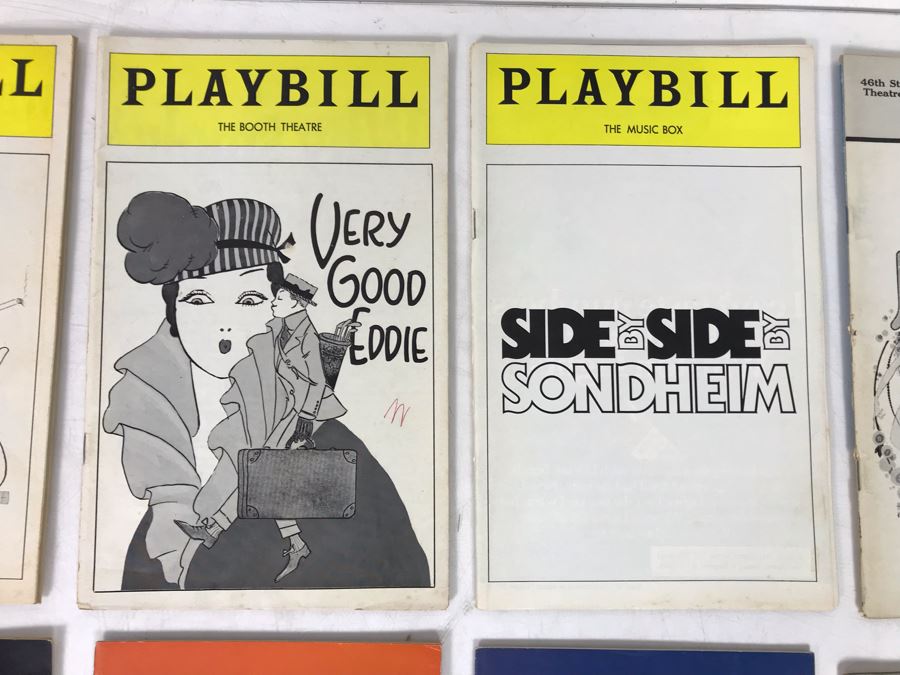 LL
PLAYBILL
THE BOOTH THEATRE
VERY
GOOD
EDDIE
PLAYBILL
THE MUSIC BOX
SIDE BY SIDE BY
SONDHEIM
46th St
Theatre